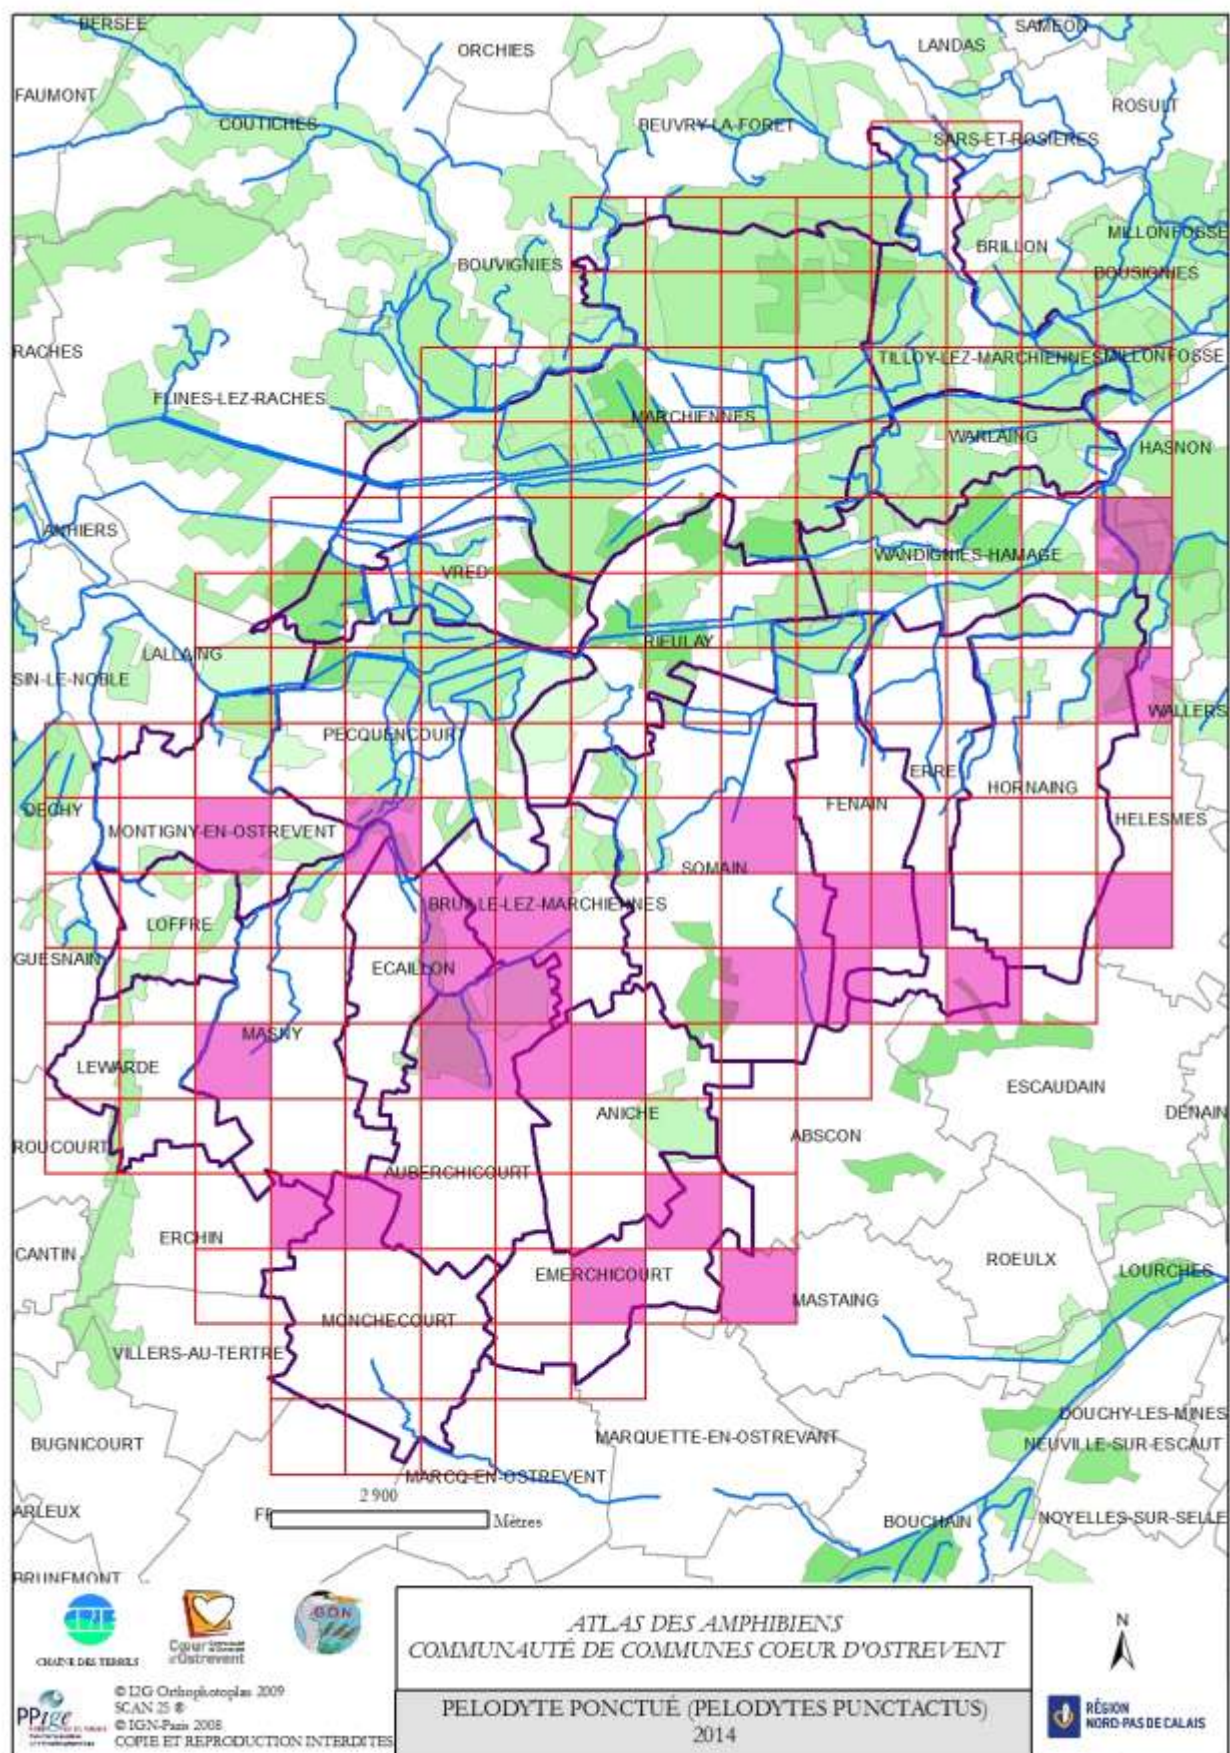 BERSEE
ORCHIES
SAMEON
LANDAS
FAUMONT
COUTICHES
BEUVRY-LA-FORET
ROSULT
SARS-ET-ROSIERES
MILLONFOSSE
BRILLON
BOUVIGNIES
BOUSIGNIES
RACHES
TILLOY-LEZ-MARCHIENNES
MILLONFOSSE
FLINES-LEZ-RACHES
MARCHIENNES
WARLAING
HASNON
ANHIERS
WANDIGNIES-HAMAGE
VRED
RIEULAY
LALLAING
SIN-LE-NOBLE
WALLERS
PECQUENCOURT
ERRE
HORNAING
FENAIN
DECHY
MONTIGNY-EN-OSTREVENT
HELESMES
SOMAIN
BRUILLE-LEZ-MARCHIENNES
LOFFRE
GUESNAIN
ECAILLON
MASNY
LEWARDE
ESCAUDAIN
ANICHE
DENAIN
ABSCON
ROUCOURT
AUBERCHICOURT
ERCHIN
CANTIN
ROEULX
EMERCHICOURT
LOURCHES
MASTAING
MONCHECOURT
VILLERS-AU-TERTRE
DOUCHY-LES-MINES
BUGNICOURT
MARQUETTE-EN-OSTREVANT
NEUVILLE-SUR-ESCAUT
MARCQ-EN-OSTREVENT
2 900
ARLEUX
Mètres
BOUCHAIN
NOYELLES-SUR-SELLE
BRUNEMONT
CPIE
GON
Cœur d'Ostrevent
CHAINE DES TERRILS
ATLAS DES AMPHIBIENS
COMMUNAUTÉ DE COMMUNES COEUR D'OSTREVENT
N
PPige
© I2G Orthophotoplan 2009
SCAN 25 ®
© IGN-Paris 2008
COPIE ET REPRODUCTION INTERDITES
PELODYTE PONCTUÉ (PELODYTES PUNCTACTUS)
2014
RÉGION
NORD-PAS DE CALAIS